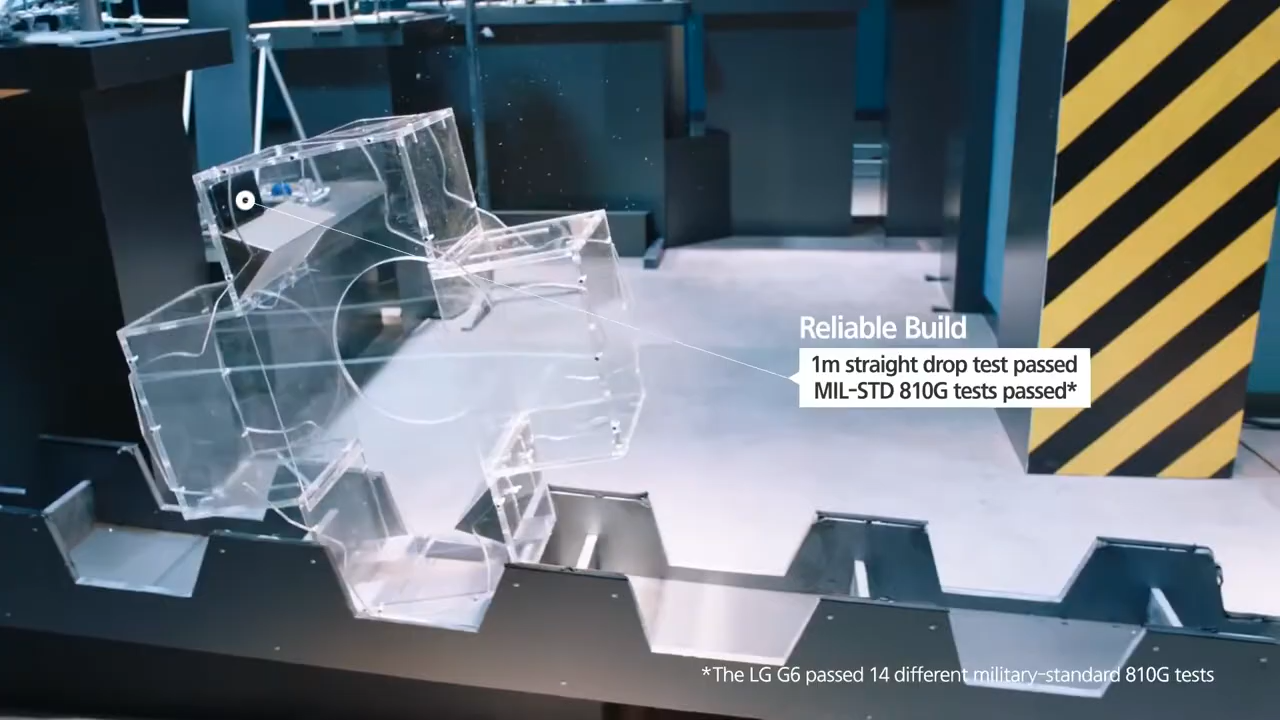 Reliable Build
1m straight drop test passed
MIL-STD 810G tests passed*
*The LG G6 passed 14 different military-standard 810G tests